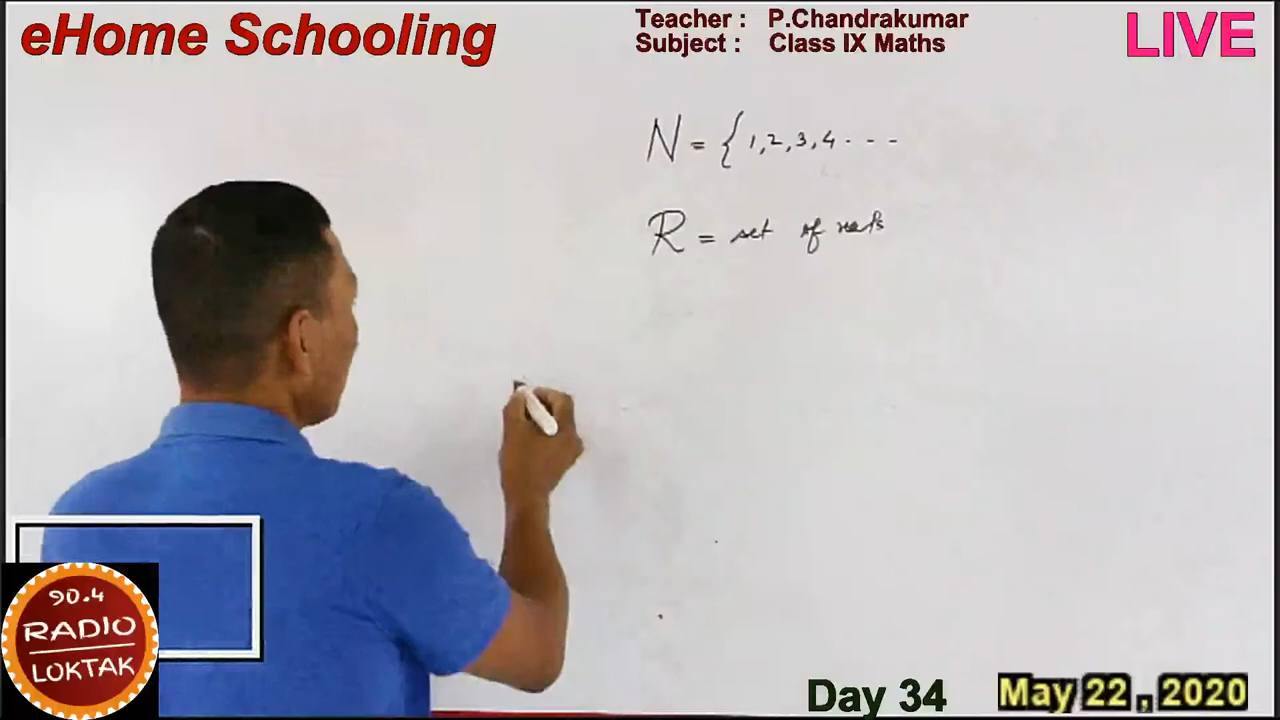 eHome Schooling
Teacher : P.Chandrakumar
Subject : Class IX Maths
LIVE
N = { 1,2,3,4 - - -
R = set of reals
90.4
RADIO
LOKTAK
Day 34
May 22 , 2020